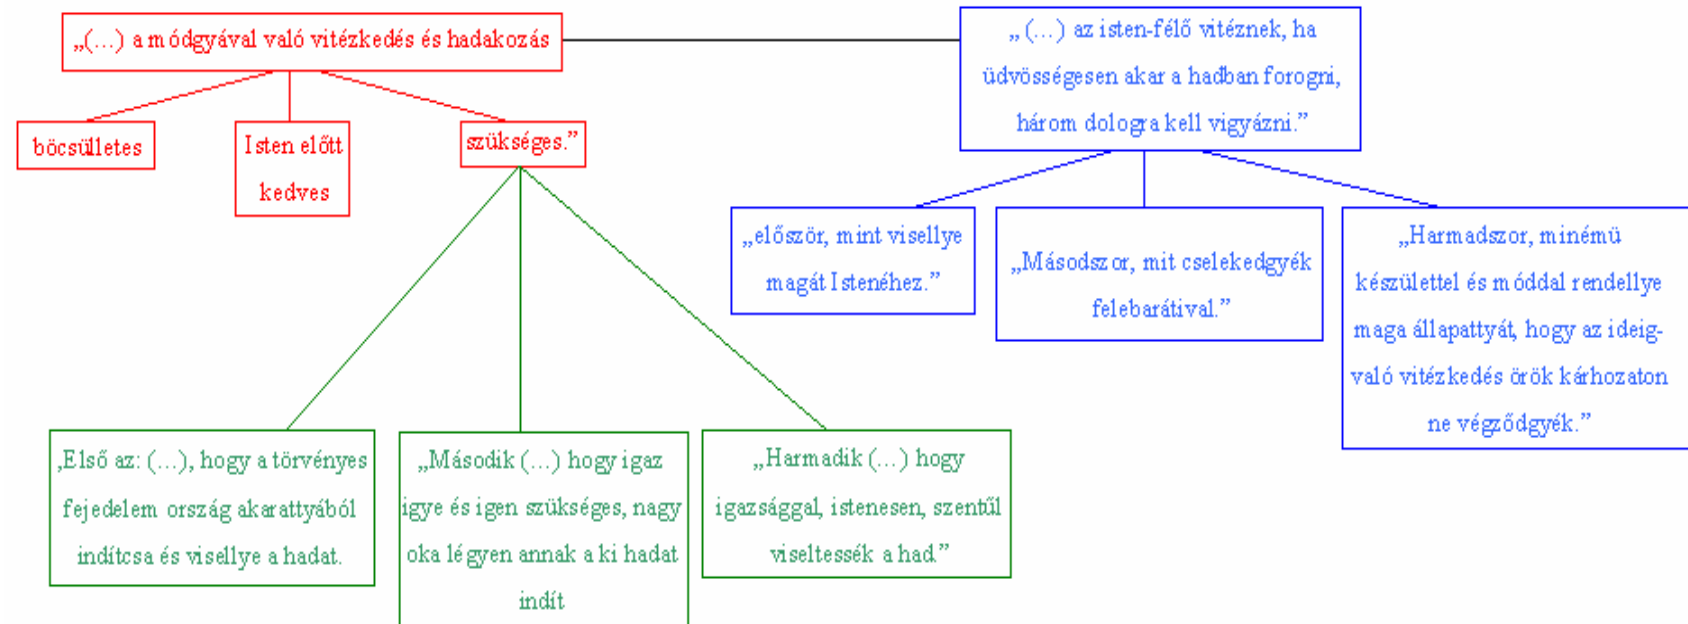 „(…) a módgyával való vitézkedés és hadakozás
böcsülletes
Isten előtt
kedves
szükséges.”
„ (…) az isten-félő vitéznek, ha
üdvösségesen akar a hadban forogni,
három dologra kell vigyázni.”
„először, mint visellye
magát Istenéhez.”
„Másodszor, mit cselekedgyék
felebarátival.”
„Harmadszor, minémü
készülettel és móddal rendellye
maga állapattyát, hogy az ideig-
való vitézkedés örök kárhozaton
ne végződgyék.”
„Első az: (…), hogy a törvényes
fejedelem ország akarattyából
indítcsa és visellye a hadat.
„Második (…) hogy igaz
igye és igen szükséges, nagy
oka légyen annak a ki hadat
indít
„Harmadik (…) hogy
igazsággal, istenesen, szentűl
viseltessék a had.”